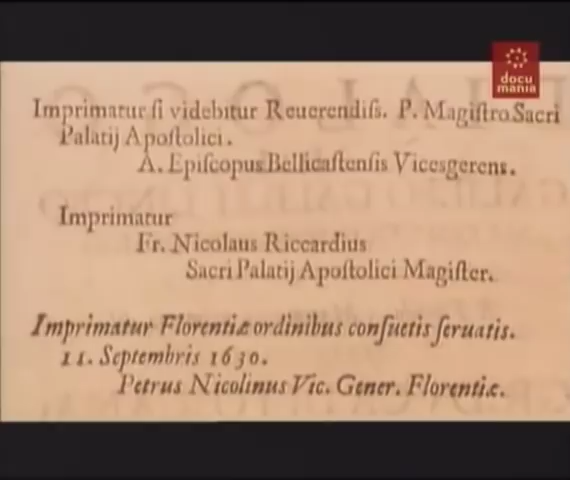 docu
mania
Imprimatur ſi videbitur Reuerendiſs. P. Magiſtro Sacri
Palatij Apoſtolici.
A. Epiſcopus Bellicaſtenſis Vicesgerens.
Imprimatur
Fr. Nicolaus Riccardius
Sacri Palatij Apoſtolici Magiſter.
Imprimatur Florentiæ ordinibus conſuetis ſeruatis.
11. Septembris 1630.
Petrus Nicolinus Vic. Gener. Florentiæ.